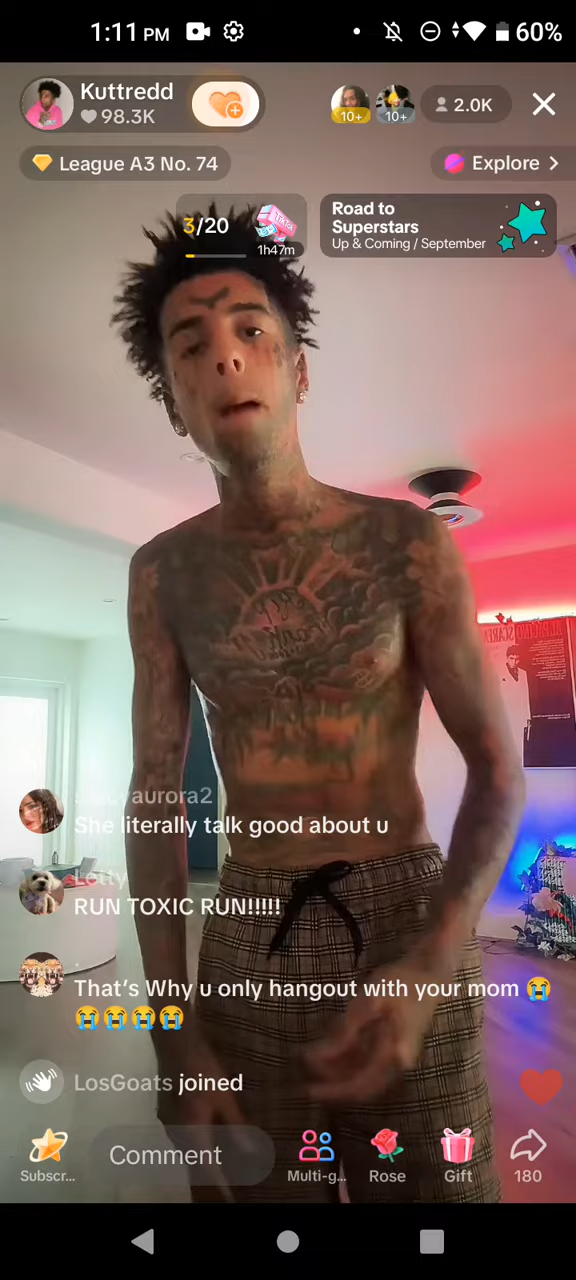 1:11 PM
60%
Kuttredd
98.3K
10+
10+
2.0K
League A3 No. 74
Explore >
3/20
TikTok
1h47m
Road to
Superstars
Up & Coming / September
She literally talk good about u
Letty
RUN TOXIC RUN!!!!!
.
That's Why u only hangout with your mom 😭
😭😭😭😭
LosGoats joined
Comment
Subscr...
Multi-g...
Rose
Gift
180